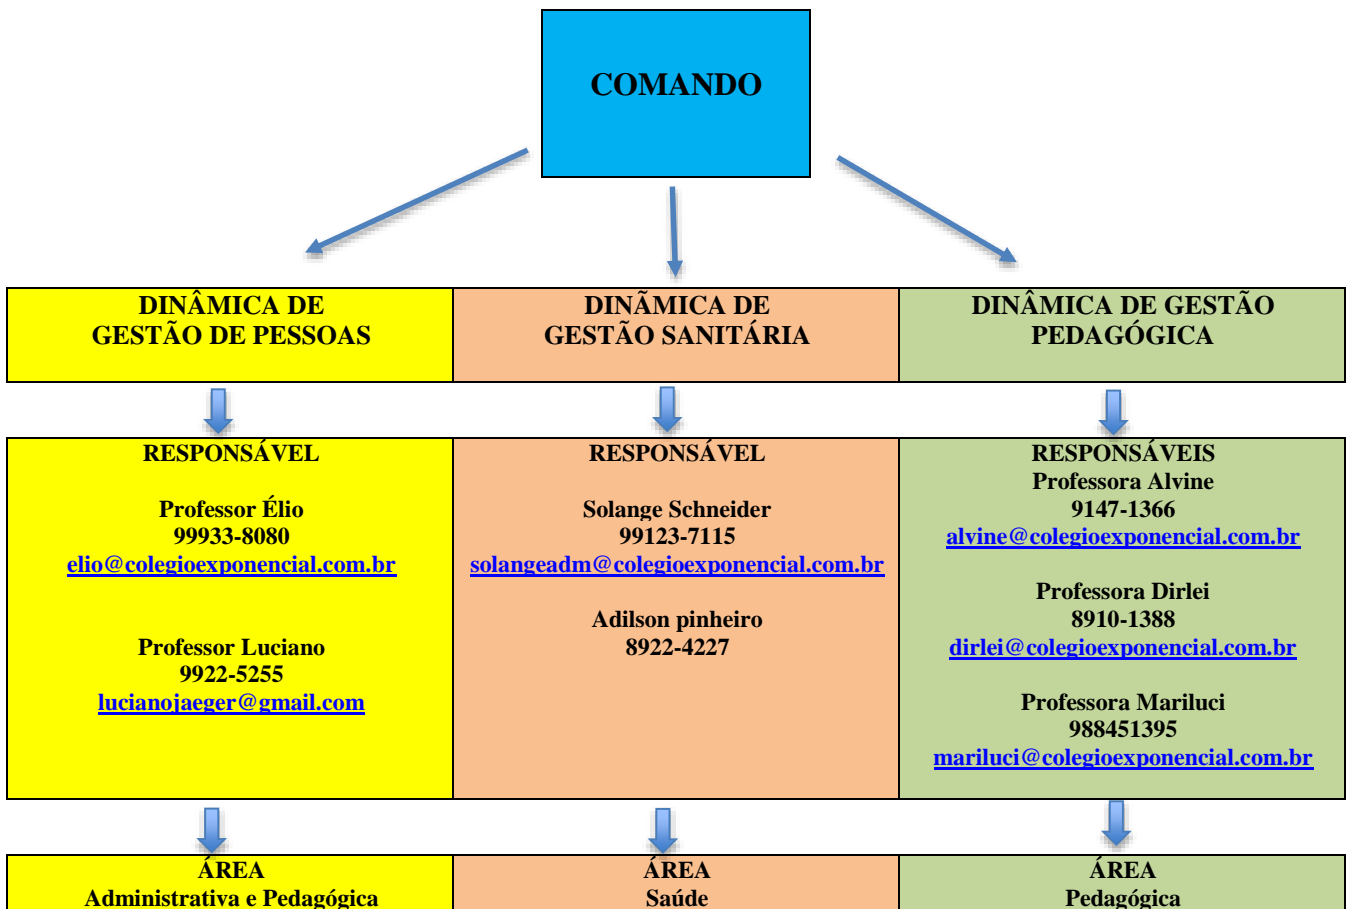 COMANDO
DINÂMICA DE
GESTÃO DE PESSOAS
DINÃMICA DE
GESTÃO SANITÁRIA
DINÂMICA DE GESTÃO
PEDAGÓGICA
RESPONSÁVEL
Professor Élio
99933-8080
elio@colegioexponencial.com.br
Professor Luciano
9922-5255
lucianojaeger@gmail.com
RESPONSÁVEL
Solange Schneider
99123-7115
solangeadm@colegioexponencial.com.br
Adilson pinheiro
8922-4227
RESPONSÁVEIS
Professora Alvine
9147-1366
alvine@colegioexponencial.com.br
Professora Dirlei
8910-1388
dirlei@colegioexponencial.com.br
Professora Mariluci
988451395
mariluci@colegioexponencial.com.br
ÁREA
Administrativa e Pedagógica
ÁREA
Saúde
ÁREA
Pedagógica